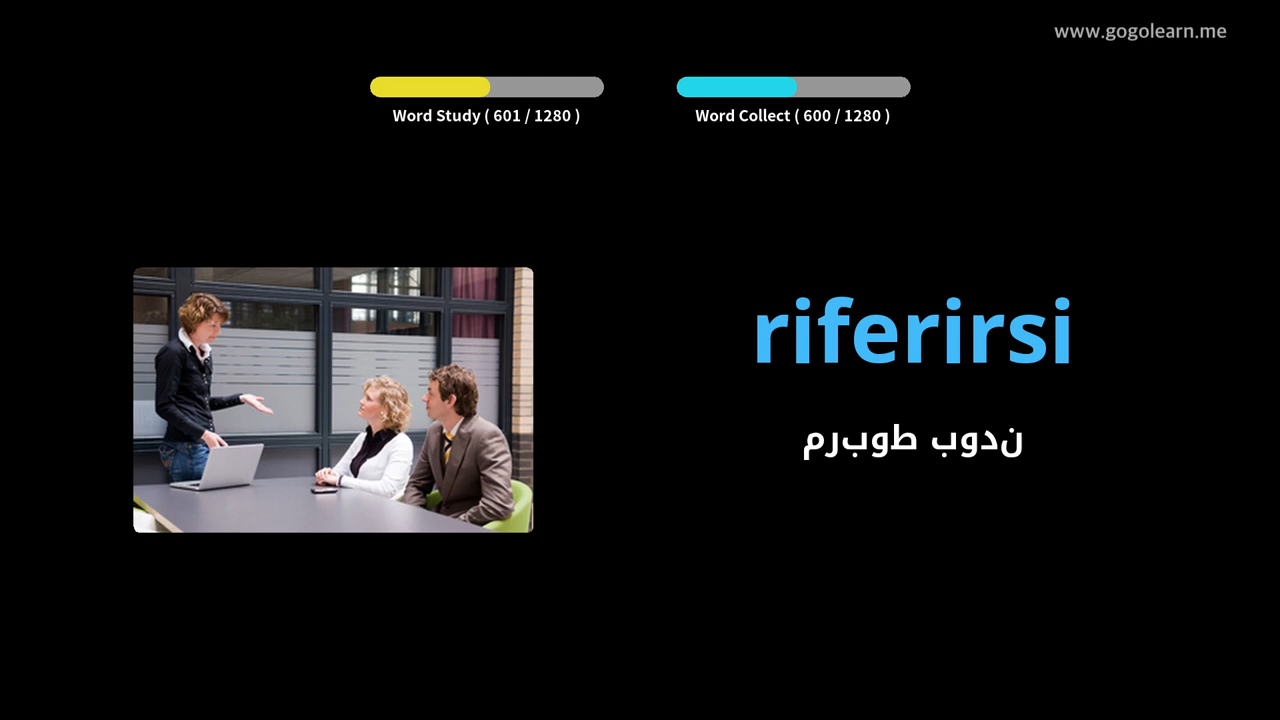 www.gogolearn.me
Word Study ( 601 / 1280 )
Word Collect ( 600 / 1280 )
riferirsi
مربوط بودن